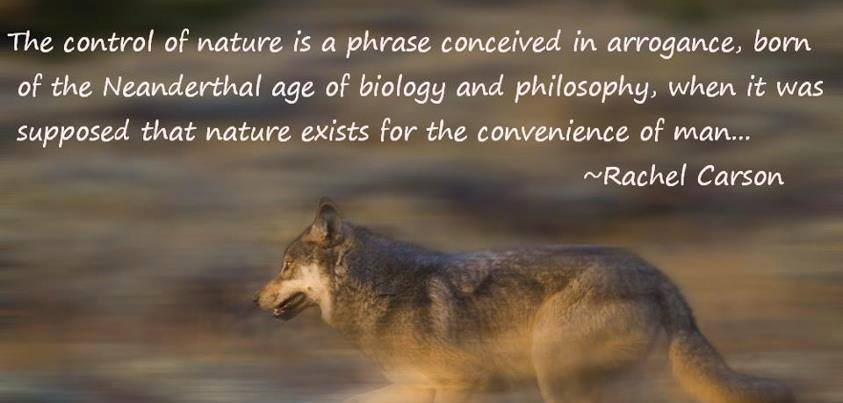 The control of nature is a phrase conceived in arrogance, born
of the Neanderthal age of biology and philosophy, when it was
supposed that nature exists for the convenience of man...
~Rachel Carson